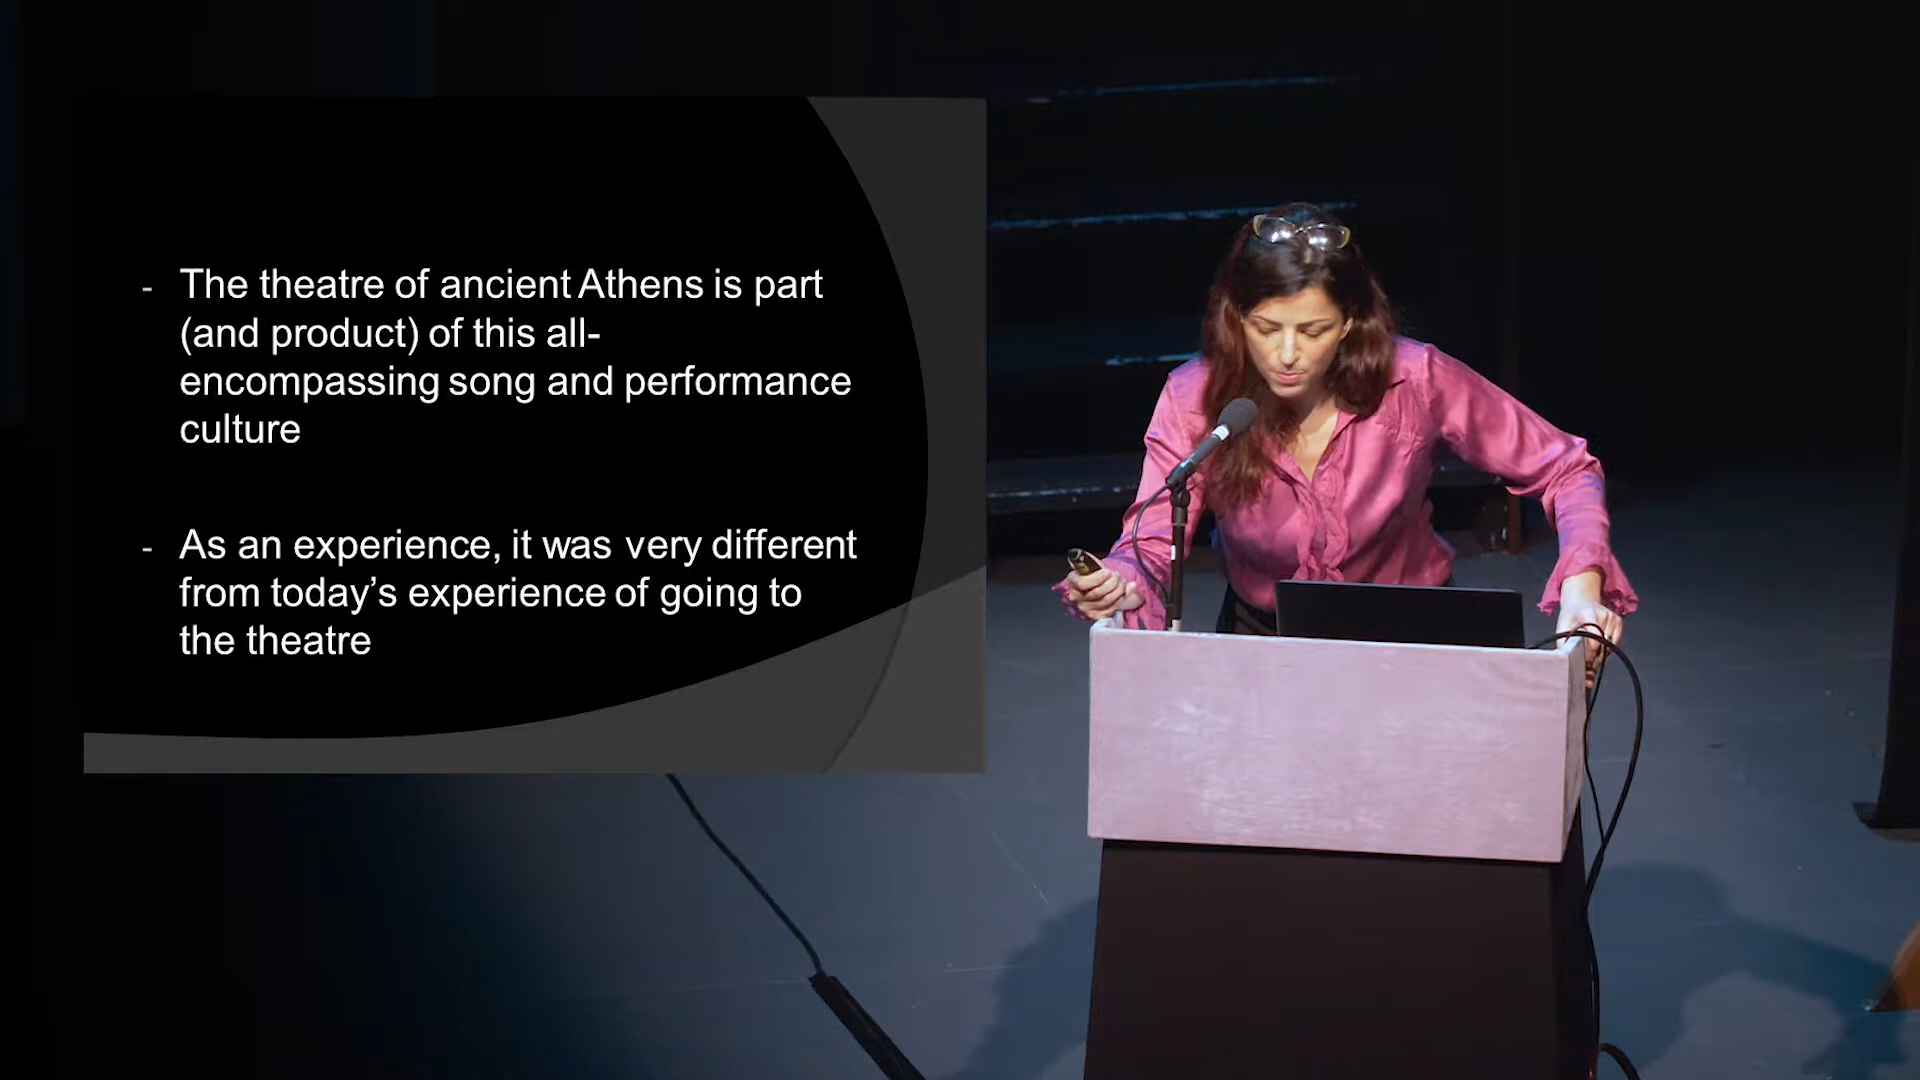 - The theatre of ancient Athens is part
(and product) of this all-
encompassing song and performance
culture
- As an experience, it was very different
from today’s experience of going to
the theatre